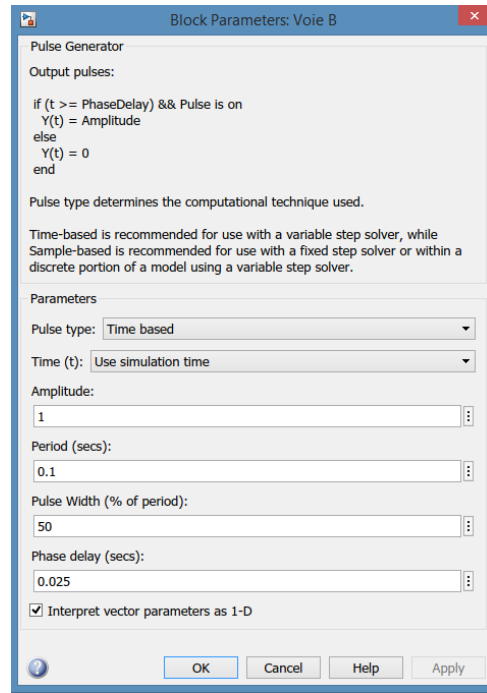 Block Parameters: Voie B
Pulse Generator
Output pulses:
if (t >= PhaseDelay) && Pulse is on
Y(t) = Amplitude
else
Y(t) = 0
end
Pulse type determines the computational technique used.
Time-based is recommended for use with a variable step solver, while
Sample-based is recommended for use with a fixed step solver or within a
discrete portion of a model using a variable step solver.
Parameters
Pulse type: Time based
Time (t): Use simulation time
Amplitude:
1
Period (secs):
0.1
Pulse Width (% of period):
50
Phase delay (secs):
0.025
Interpret vector parameters as 1-D
OK Cancel Help Apply